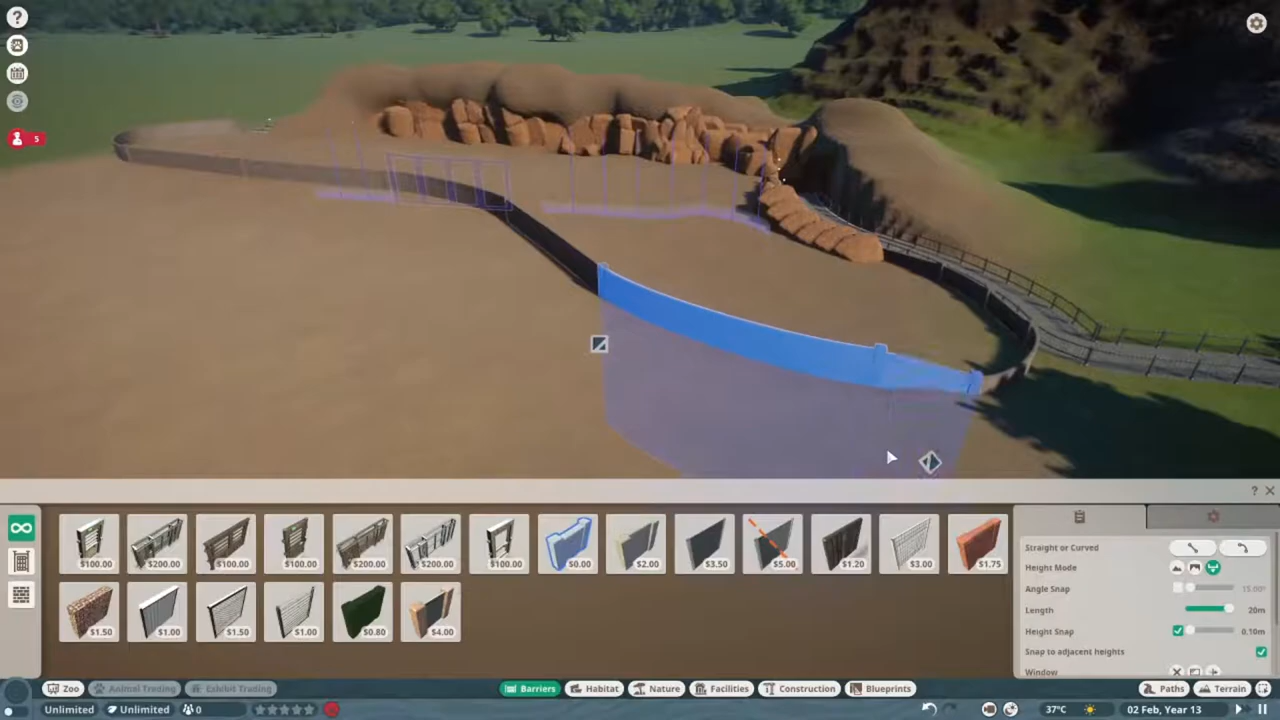 ?
5
? ×
$100.00 $200.00 $100.00 $100.00 $200.00 $200.00 $100.00 $0.00 $2.00 $3.50 $5.00 $1.20 $3.00 $1.75
$1.50 $1.00 $1.50 $1.00 $0.80 $4.00
Straight or Curved
Height Mode
Angle Snap 15.00°
Length 20m
Height Snap 0.10m
Snap to adjacent heights
Window
Zoo Animal Trading Exhibit Trading Barriers Habitat Nature Facilities Construction Blueprints Paths Terrain
Unlimited Unlimited 0 37°C 02 Feb, Year 13